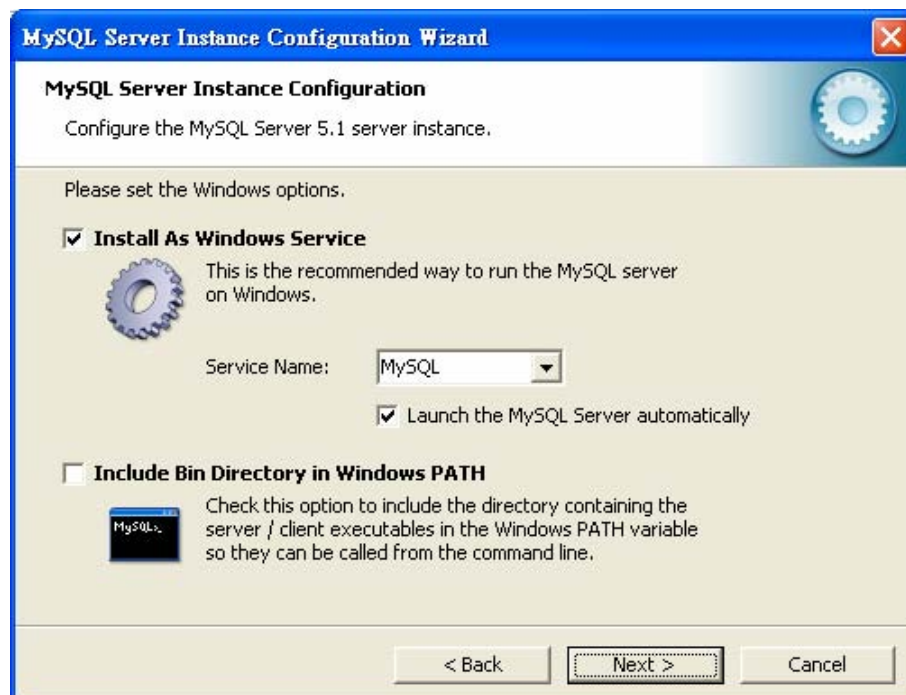 MySQL Server Instance Configuration Wizard
MySQL Server Instance Configuration
Configure the MySQL Server 5.1 server instance.
Please set the Windows options.
Install As Windows Service
This is the recommended way to run the MySQL server
on Windows.
Service Name:
MySQL
Launch the MySQL Server automatically
Include Bin Directory in Windows PATH
Check this option to include the directory containing the
server / client executables in the Windows PATH variable
so they can be called from the command line.
MySQL>_
< Back
Next >
Cancel